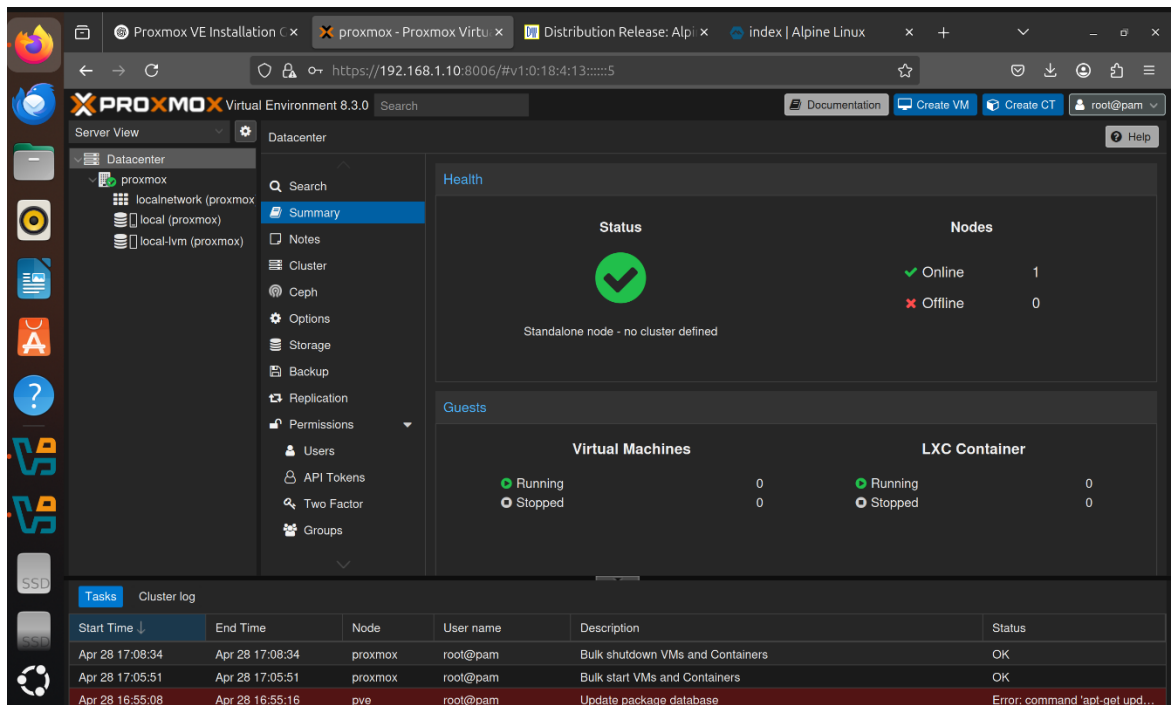 Proxmox VE Installation C ×
proxmox - Proxmox Virtu ×
Distribution Release: Alpi ×
index | Alpine Linux ×
https://192.168.1.10:8006/#v1:0:18:4:13::::::5
PROXMOX Virtual Environment 8.3.0 Search
Documentation Create VM Create CT root@pam
Server View
Datacenter
Help
Datacenter
proxmox
localnetwork (proxmox
local (proxmox)
local-lvm (proxmox)
Search
Summary
Notes
Cluster
Ceph
Options
Storage
Backup
Replication
Permissions
Users
API Tokens
Two Factor
Groups
Health
Status
Standalone node - no cluster defined
Nodes
Online 1
Offline 0
Guests
Virtual Machines
Running 0
Stopped 0
LXC Container
Running 0
Stopped 0
SSD
SSD
Tasks Cluster log
Start Time End Time Node User name Description Status
Apr 28 17:08:34 Apr 28 17:08:34 proxmox root@pam Bulk shutdown VMs and Containers OK
Apr 28 17:05:51 Apr 28 17:05:51 proxmox root@pam Bulk start VMs and Containers OK
Apr 28 16:55:08 Apr 28 16:55:16 pve root@pam Update package database Error: command 'apt-get upd...